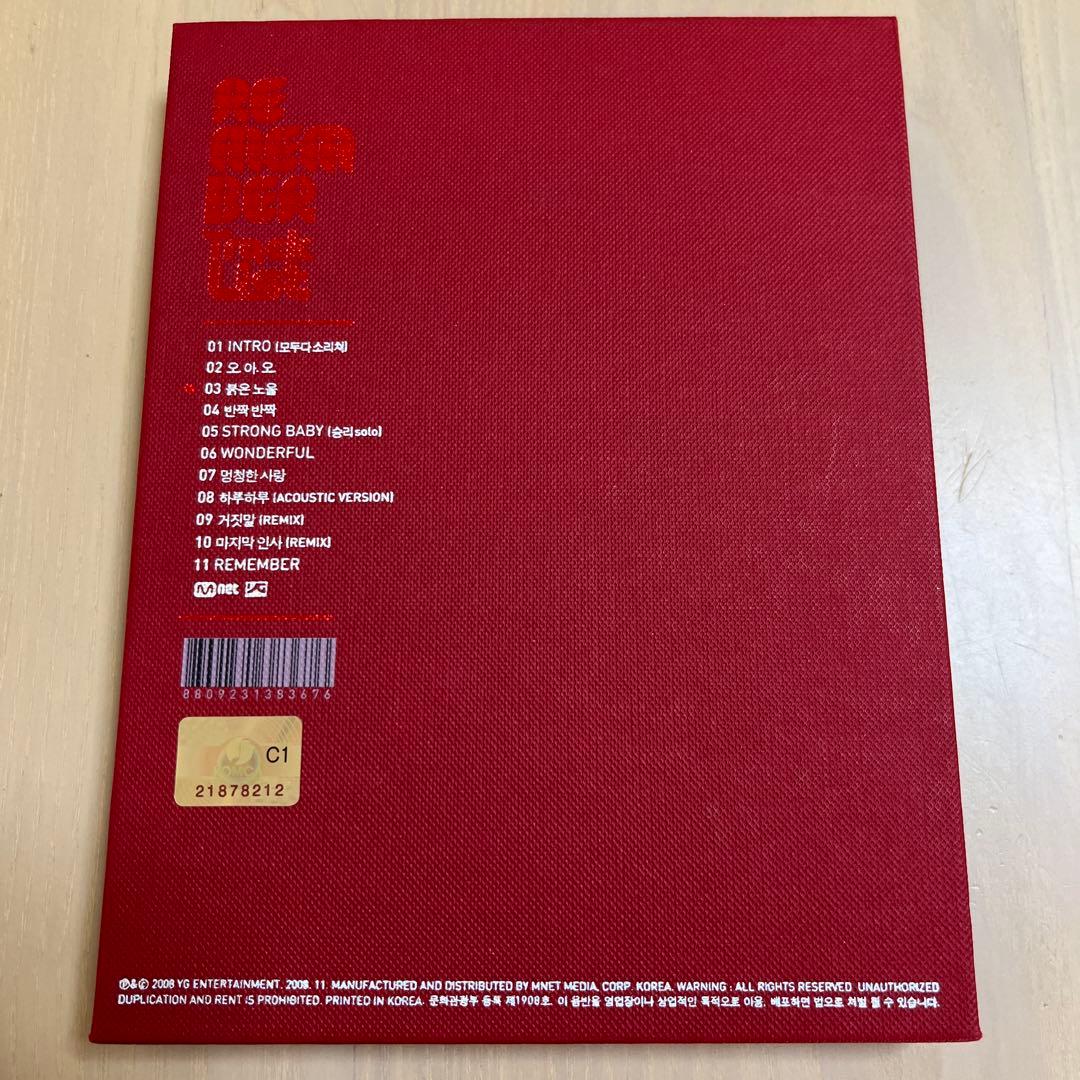 RE
MEM
BER
Track
List
01 INTRO (모두다소리쳐)
02 오.아.오.
03 붉은 노을
04 반짝 반짝
05 STRONG BABY (승리 solo)
06 WONDERFUL
07 멍청한 사랑
08 하루하루 (ACOUSTIC VERSION)
09 거짓말 (REMIX)
10 마지막 인사 (REMIX)
11 REMEMBER
Mnet YG
8809231383676
C1
21878212
℗&© 2008 YG ENTERTAINMENT. 2008. 11. MANUFACTURED AND DISTRIBUTED BY MNET MEDIA, CORP. KOREA. WARNING : ALL RIGHTS RESERVED. UNAUTHORIZED
DUPLICATION AND RENT IS PROHIBITED. PRINTED IN KOREA. 문화관광부 등록 제1908호. 이 음반을 영업장이나 상업적인 목적으로 이용, 배포하면 법으로 처벌 될 수 있습니다.